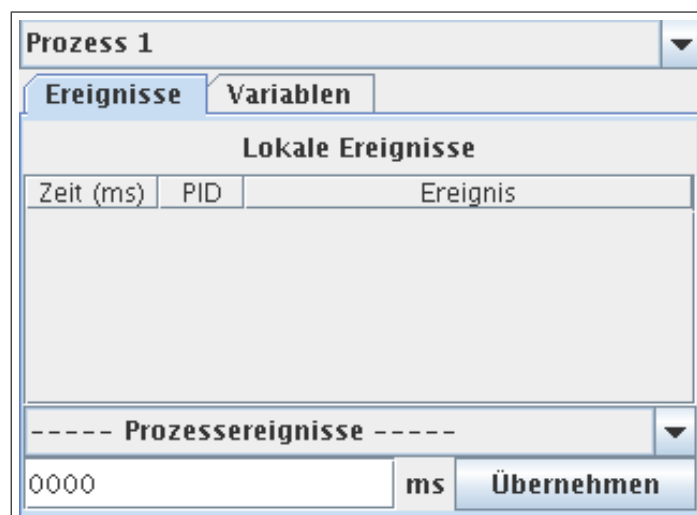 Prozess 1
Ereignisse Variablen
Lokale Ereignisse
Zeit (ms) PID Ereignis
----- Prozessereignisse -----
0000 ms Übernehmen